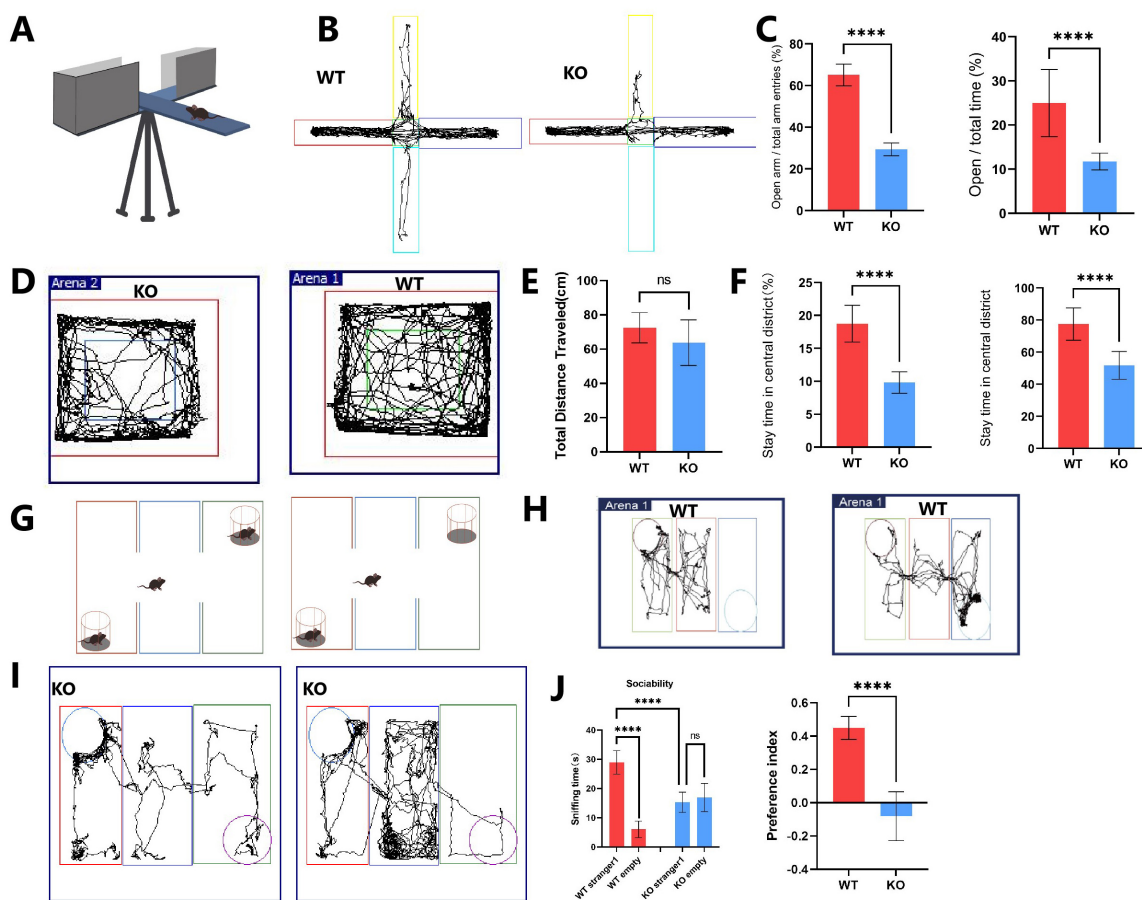 A
B
WT
KO
C
****
Open arm / total arm entries (%)
80
60
40
20
0
WT
KO
****
Open / total time (%)
40
30
20
10
0
WT
KO
D
Arena 2
KO
Arena 1
WT
E
ns
Total Distance Traveled(cm)
100
80
60
40
20
0
WT
KO
F
****
Stay time in central district(%)
25
20
15
10
5
0
WT
KO
****
Stay time in central district
100
80
60
40
20
0
WT
KO
G
H
Arena 1
WT
Arena 1
WT
I
KO
KO
J
Sociability
****
****
ns
Sniffing time(s)
40
30
20
10
0
WT stranger1
WT empty
KO stranger1
KO empty
****
Preference index
0.6
0.4
0.2
0.0
-0.2
-0.4
WT
KO